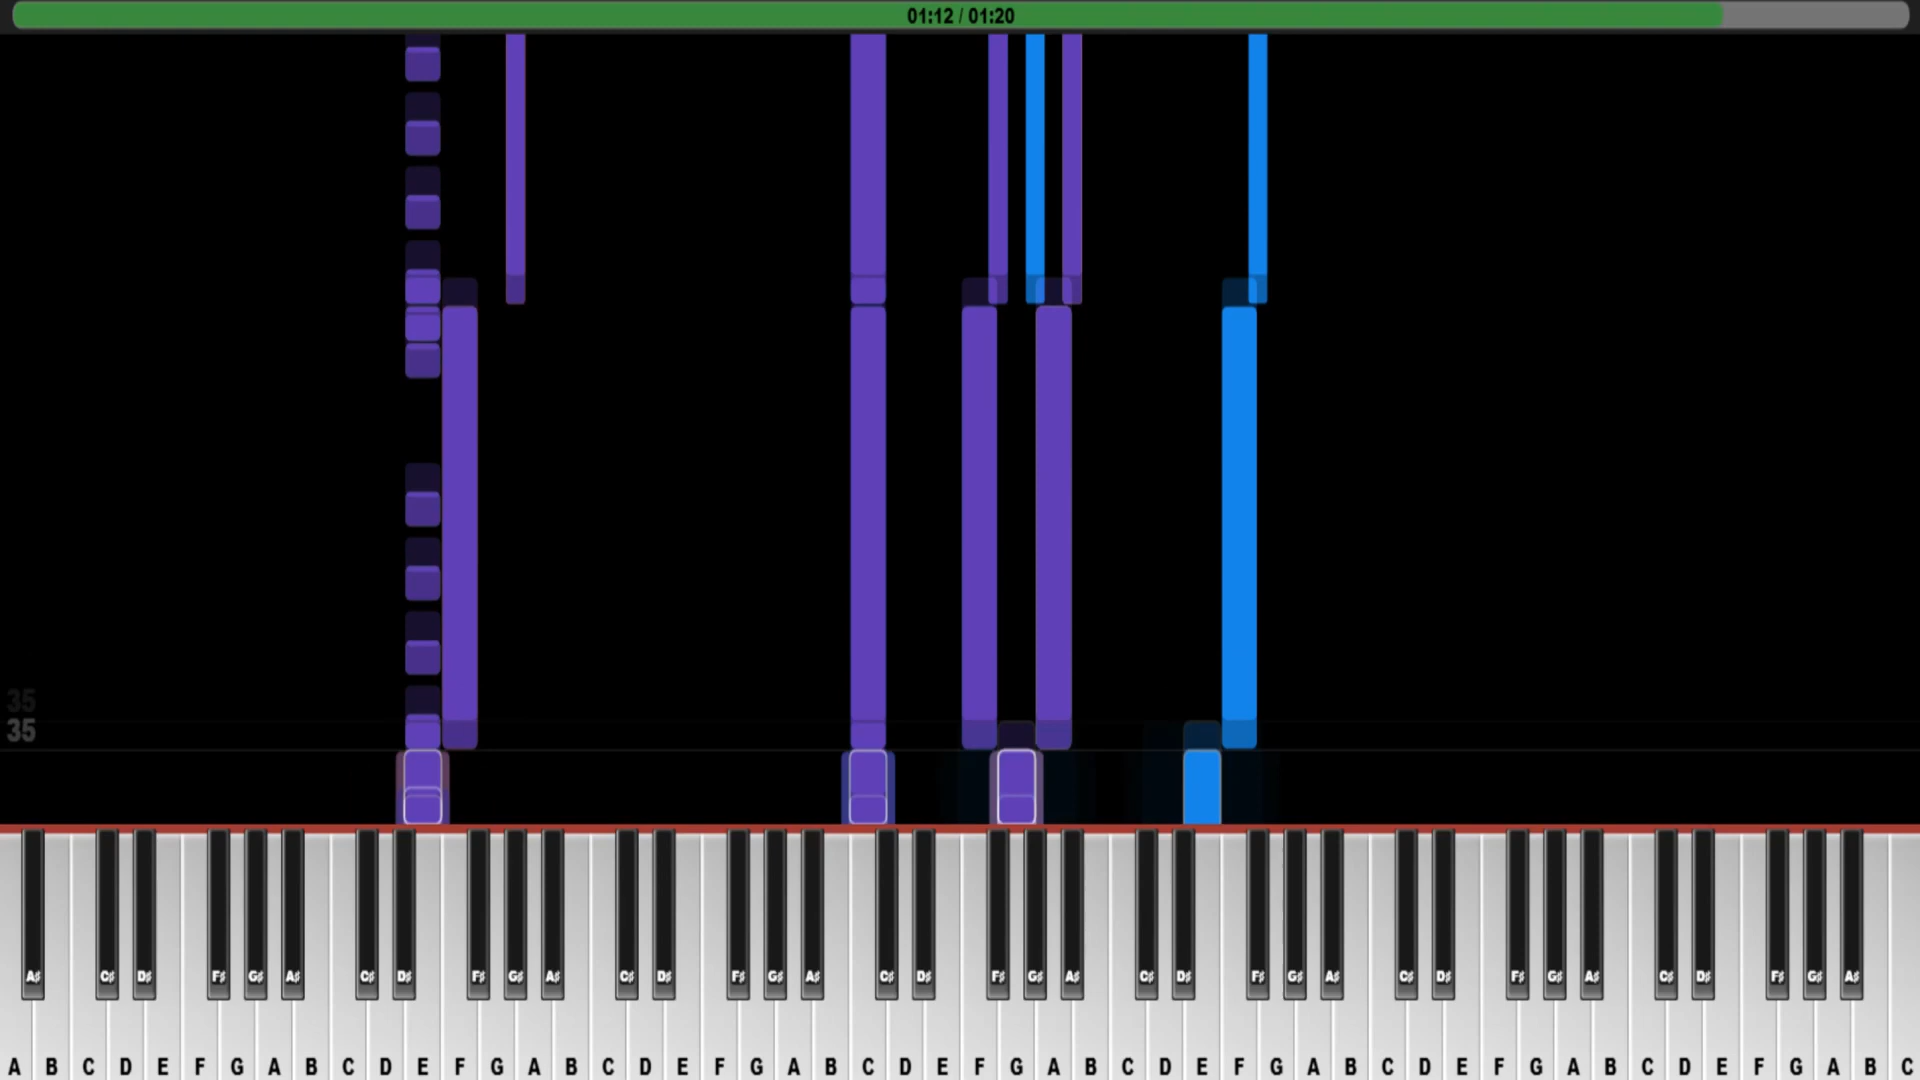 01:12 / 01:20
35
35
A♯ C♯ D♯ F♯ G♯ A♯ C♯ D♯ F♯ G♯ A♯ C♯ D♯ F♯ G♯ A♯ C♯ D♯ F♯ G♯ A♯ C♯ D♯ F♯ G♯ A♯ C♯ D♯ F♯ G♯ A♯ C♯ D♯ F♯ G♯ A♯
A B C D E F G A B C D E F G A B C D E F G A B C D E F G A B C D E F G A B C D E F G A B C D E F G A B C